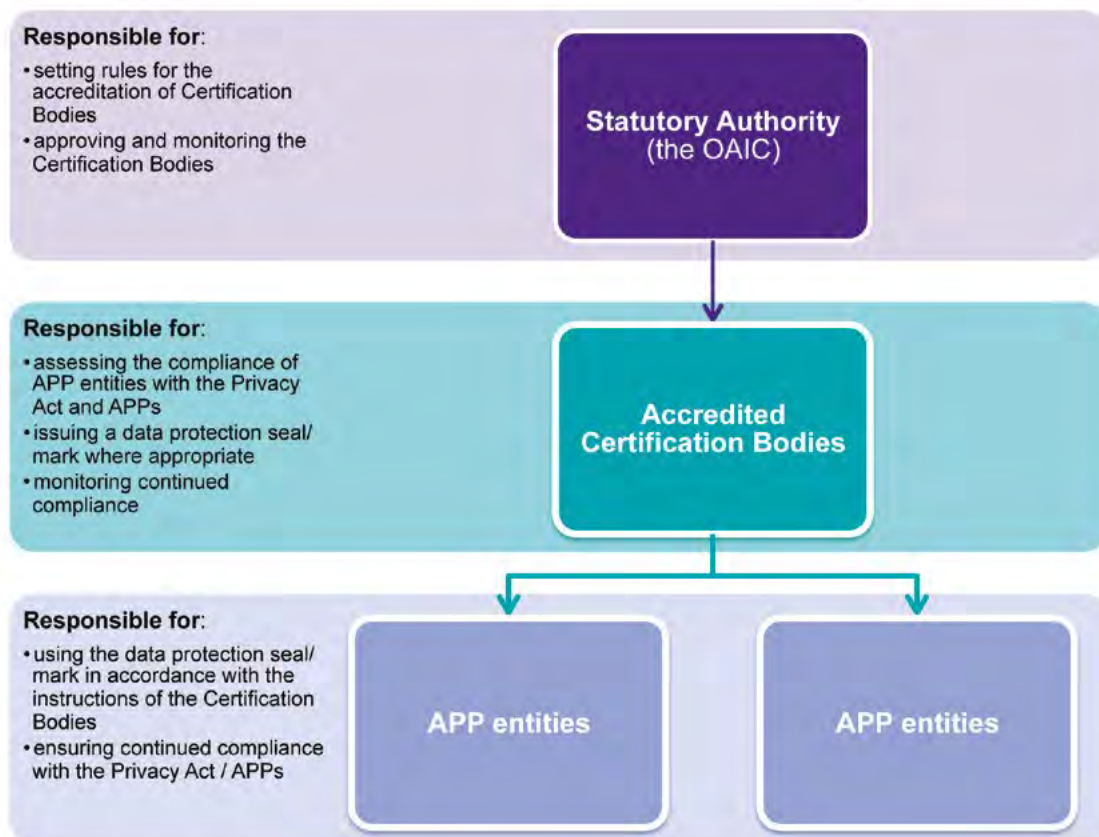 Responsible for:
•setting rules for the
accreditation of Certification
Bodies
•approving and monitoring the
Certification Bodies
Statutory Authority
(the OAIC)
Responsible for:
•assessing the compliance of
APP entities with the Privacy
Act and APPs
•issuing a data protection seal/
mark where appropriate
•monitoring continued
compliance
Accredited
Certification Bodies
Responsible for:
•using the data protection seal/
mark in accordance with the
instructions of the Certification
Bodies
•ensuring continued compliance
with the Privacy Act / APPs
APP entities
APP entities